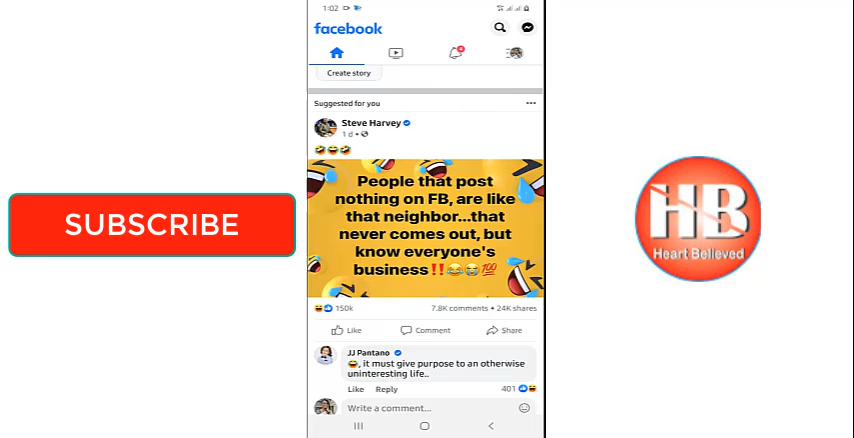 1:02
facebook
Create story
Suggested for you
Steve Harvey
1 d
People that post
nothing on FB, are like
that neighbor...that
never comes out, but
know everyone's
business‼️😂😭💯
150k 7.8K comments • 24K shares
Like Comment Share
JJ Pantano
😂, it must give purpose to an otherwise
uninteresting life..
Like Reply 401
Write a comment...
SUBSCRIBE
HB
Heart Believed